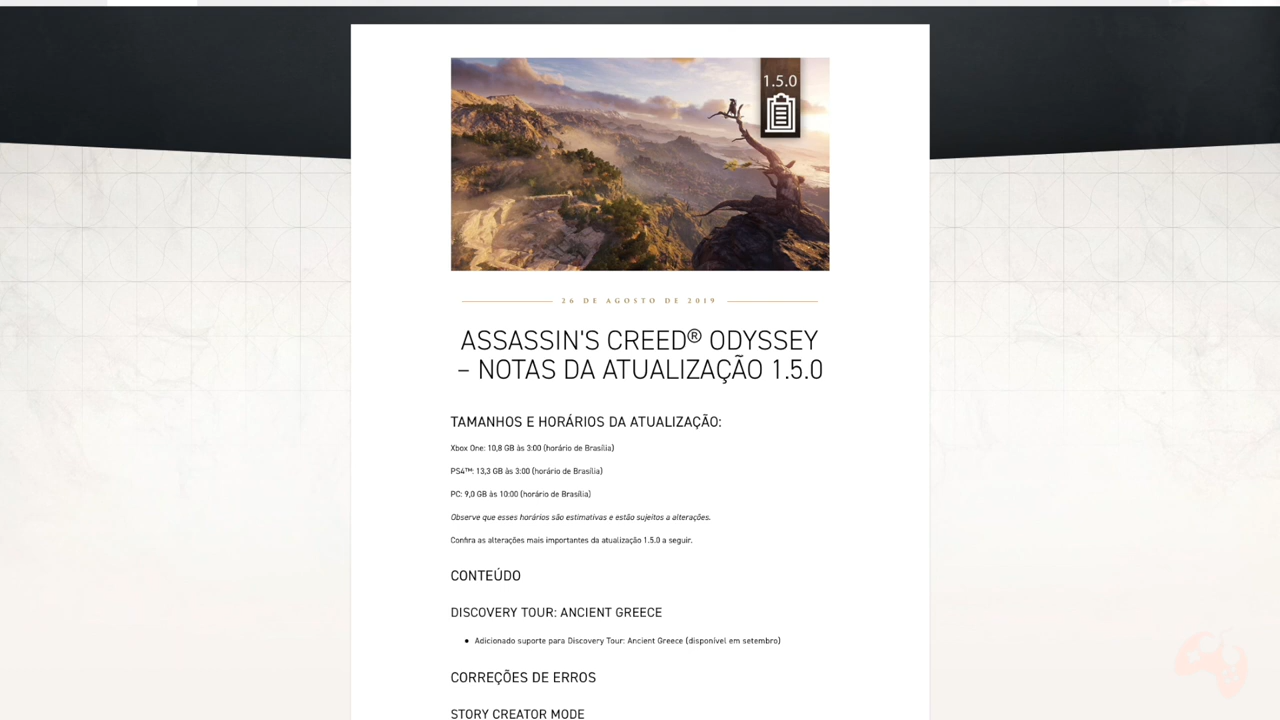 1.5.0
26 DE AGOSTO DE 2019
ASSASSIN'S CREED® ODYSSEY
– NOTAS DA ATUALIZAÇÃO 1.5.0
TAMANHOS E HORÁRIOS DA ATUALIZAÇÃO:
Xbox One: 10,8 GB às 3:00 (horário de Brasília)
PS4™: 13,3 GB às 3:00 (horário de Brasília)
PC: 9,0 GB às 10:00 (horário de Brasília)
Observe que esses horários são estimativas e estão sujeitos a alterações.
Confira as alterações mais importantes da atualização 1.5.0 a seguir.
CONTEÚDO
DISCOVERY TOUR: ANCIENT GREECE
● Adicionado suporte para Discovery Tour: Ancient Greece (disponível em setembro)
CORREÇÕES DE ERROS
STORY CREATOR MODE